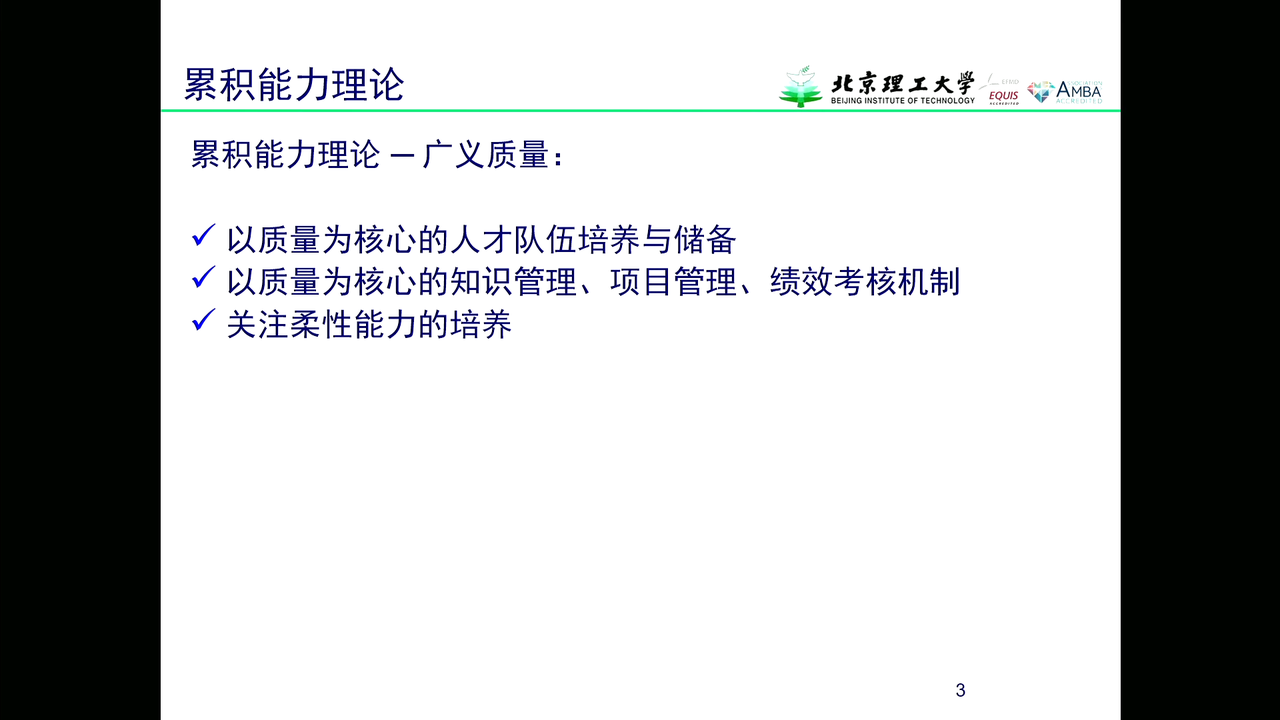 累积能力理论
北京理工大学
BEIJING INSTITUTE OF TECHNOLOGY
EFMD
EQUIS
ACCREDITED
ASSOCIATION
AMBA
ACCREDITED
累积能力理论 — 广义质量：
✓ 以质量为核心的人才队伍培养与储备
✓ 以质量为核心的知识管理、项目管理、绩效考核机制
✓ 关注柔性能力的培养
3